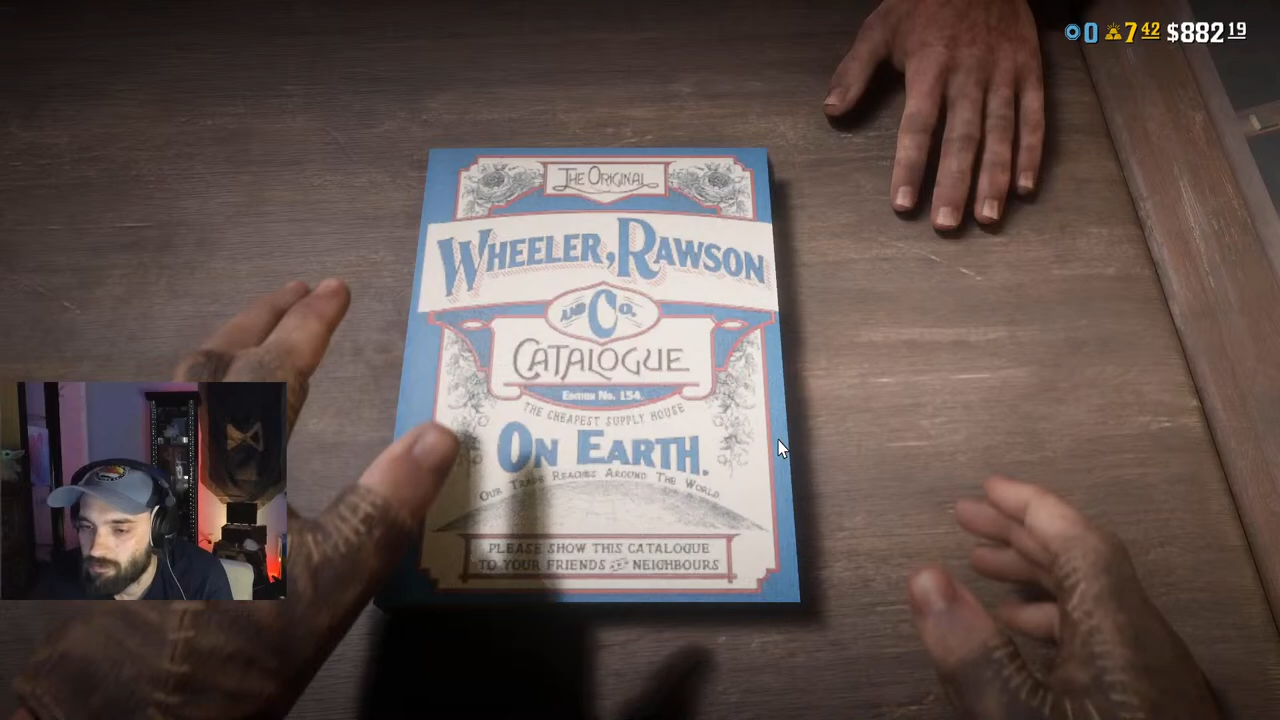 0 7 42 $882 19
THE ORIGINAL
WHEELER, RAWSON
AND CO.
CATALOGUE
EDITION No. 154.
THE CHEAPEST SUPPLY HOUSE
ON EARTH.
OUR TRADE REACHES AROUND THE WORLD
PLEASE SHOW THIS CATALOGUE
TO YOUR FRIENDS AND NEIGHBOURS